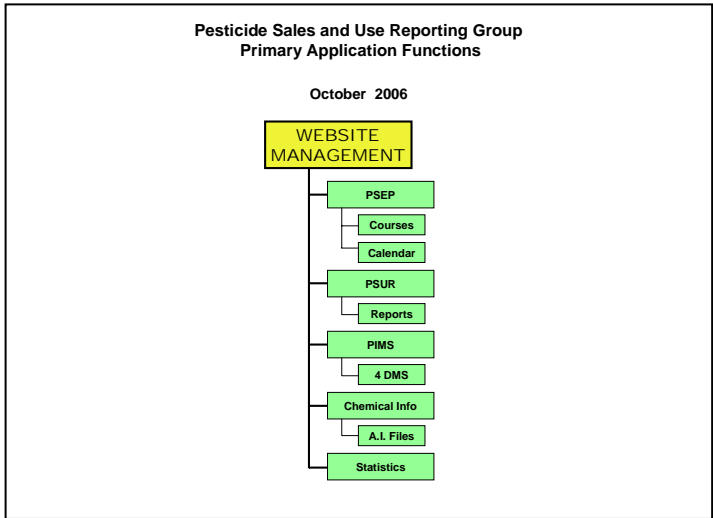 Pesticide Sales and Use Reporting Group
Primary Application Functions
October 2006
WEBSITE
MANAGEMENT
PSEP
Courses
Calendar
PSUR
Reports
PIMS
4 DMS
Chemical Info
A.I. Files
Statistics